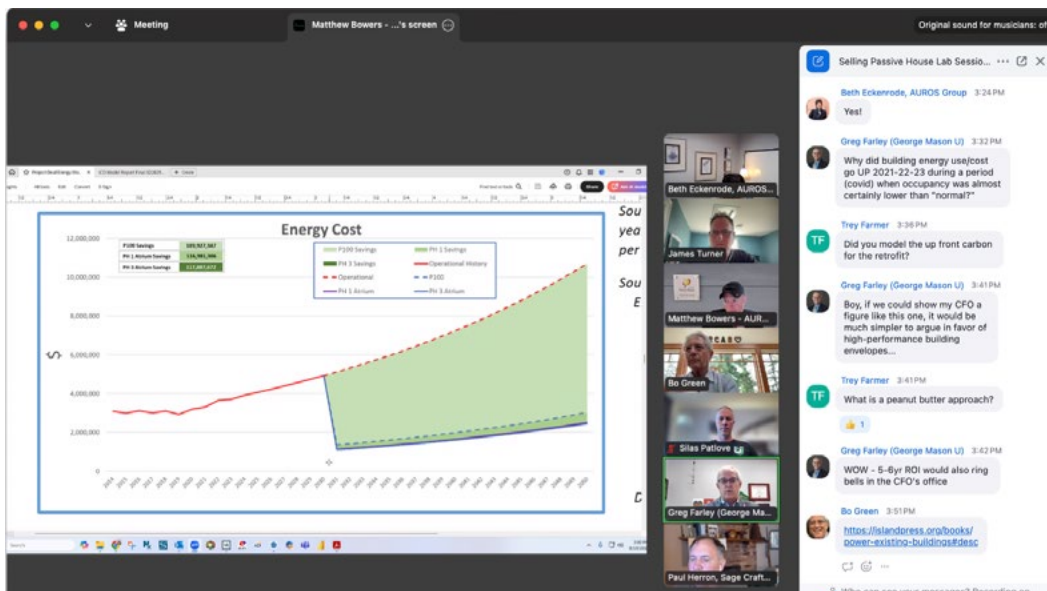 Meeting
Matthew Bowers - ...'s screen
Original sound for musicians: of
Selling Passive House Lab Sessio...
Beth Eckenrode, AUROS Group 3:24 PM
Yes!
Greg Farley (George Mason U) 3:32 PM
Why did building energy use/cost
go UP 2021-22-23 during a period
(covid) when occupancy was almost
certainly lower than "normal?"
Trey Farmer 3:36 PM
TF
Did you model the up front carbon
for the retrofit?
Greg Farley (George Mason U) 3:41 PM
Boy, if we could show my CFO a
figure like this one, it would be
much simpler to argue in favor of
high-performance building
envelopes...
Trey Farmer 3:41 PM
TF
What is a peanut butter approach?
1
Greg Farley (George Mason U) 3:42 PM
WOW - 5-6yr ROI would also ring
bells in the CFO's office
Bo Green 3:51 PM
https://islandpress.org/books/
power-existing-buildings#desc
Share
Energy Cost
P100 Savings
PH 1 Atrium Savings
PH 3 Atrium Savings
P100 Savings PH 1 Savings
PH 3 Savings Operational History
Operational P100
PH 1 Atrium PH 3 Atrium
12,000,000
10,000,000
8,000,000
6,000,000
4,000,000
2,000,000
0
$
Sou
yea
per
Sou
E
Search
Beth Eckenrode, AUROS...
James Turner
Matthew Bowers - AUR...
Bo Green
Silas Patlove
Greg Farley (George Ma...
Paul Herron, Sage Craft...